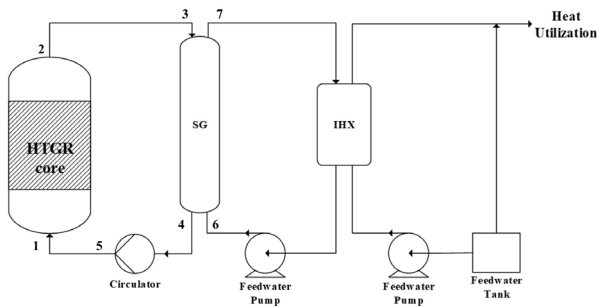 3
7
2
Heat
Utilization
SG
IHX
HTGR
core
4
6
1
5
Circulator
Feedwater
Pump
Feedwater
Pump
Feedwater
Tank